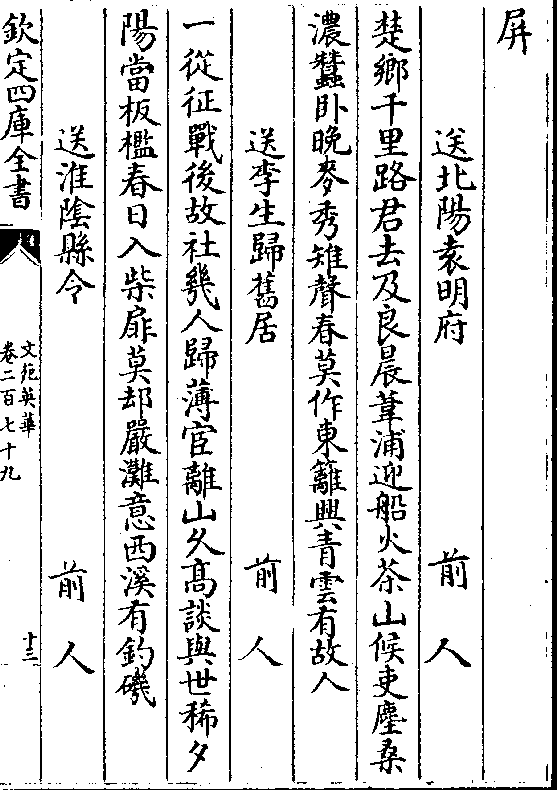 屏
送北陽袁明府　前人
楚鄉千里路君去及良晨葦浦迎船火茶山候吏塵桑
濃蠶卧晚麥秀雉聲春莫作東籬興青雲有故人
送李生歸舊居　前人
一從征戰後故社幾人歸薄宦離山久髙談與世稀夕
陽當板檻春日入柴扉莫却嚴灘意西溪有釣磯
送淮陰縣令　前人
欽定四庫全書
文苑英華
卷二百七十九
十三